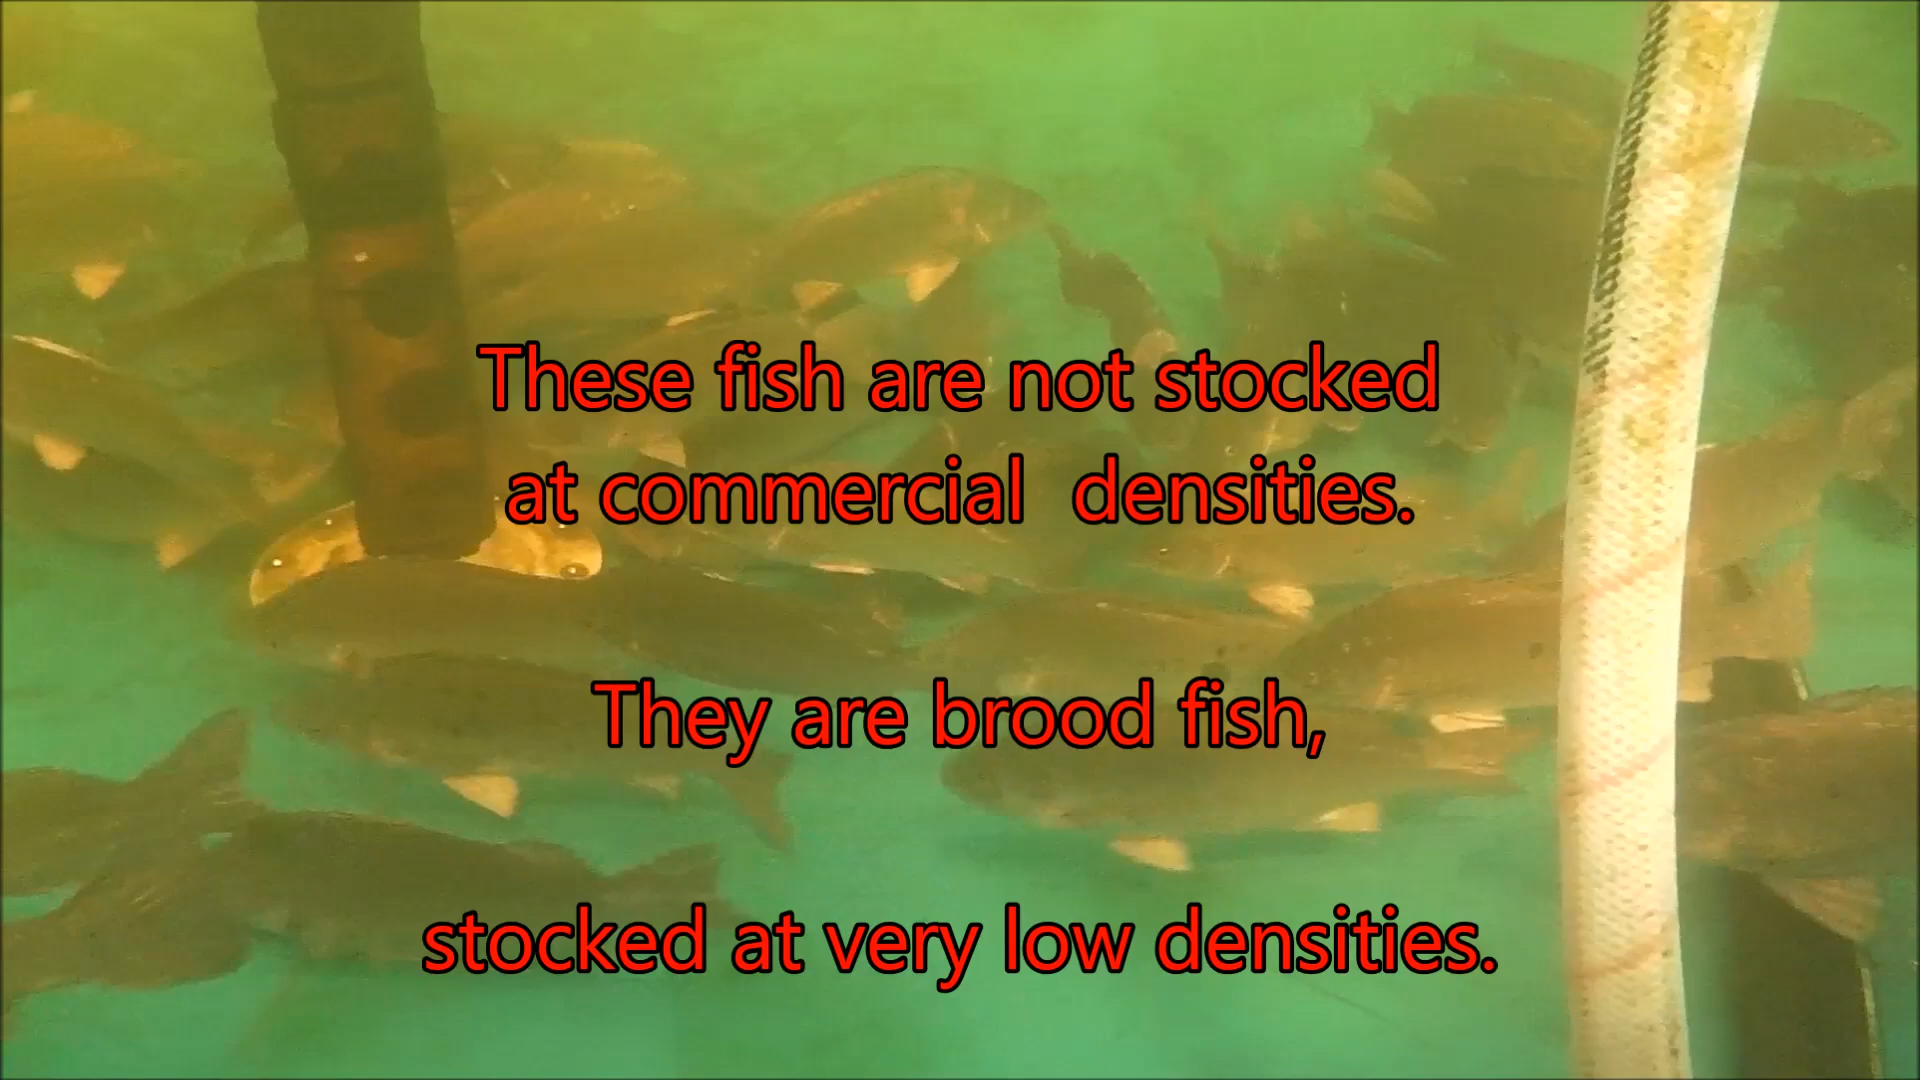 These fish are not stocked
at commercial  densities.
They are brood fish,
stocked at very low densities.